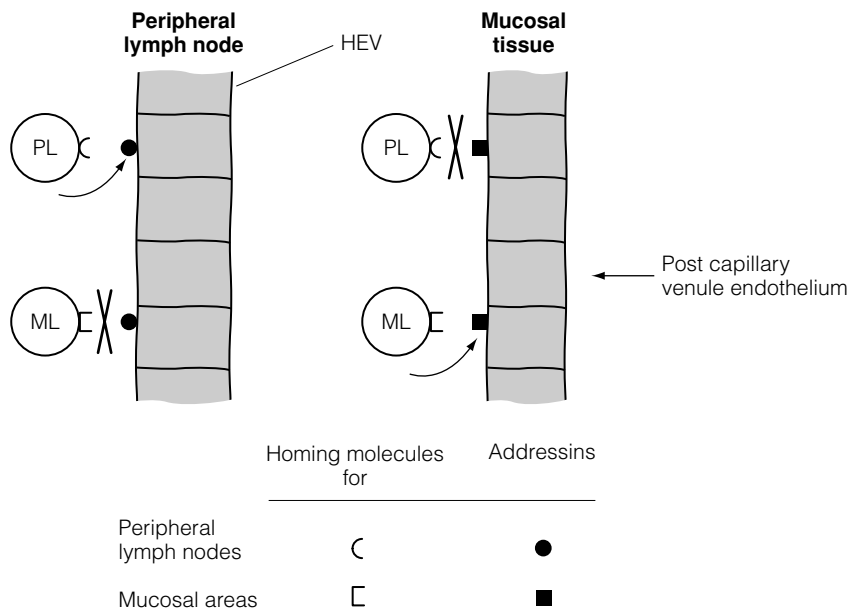 Peripheral
lymph node
HEV
Mucosal
tissue
PL
PL
ML
ML
Post capillary
venule endothelium
Homing molecules
for
Addressins
Peripheral
lymph nodes
Mucosal areas